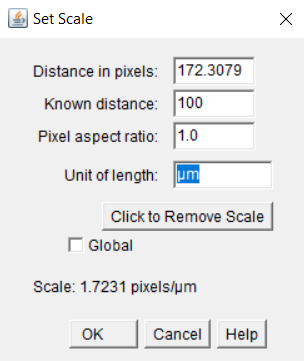 Set Scale
Distance in pixels: 172.3079
Known distance: 100
Pixel aspect ratio: 1.0
Unit of length: µm
Click to Remove Scale
Global
Scale: 1.7231 pixels/µm
OK Cancel Help